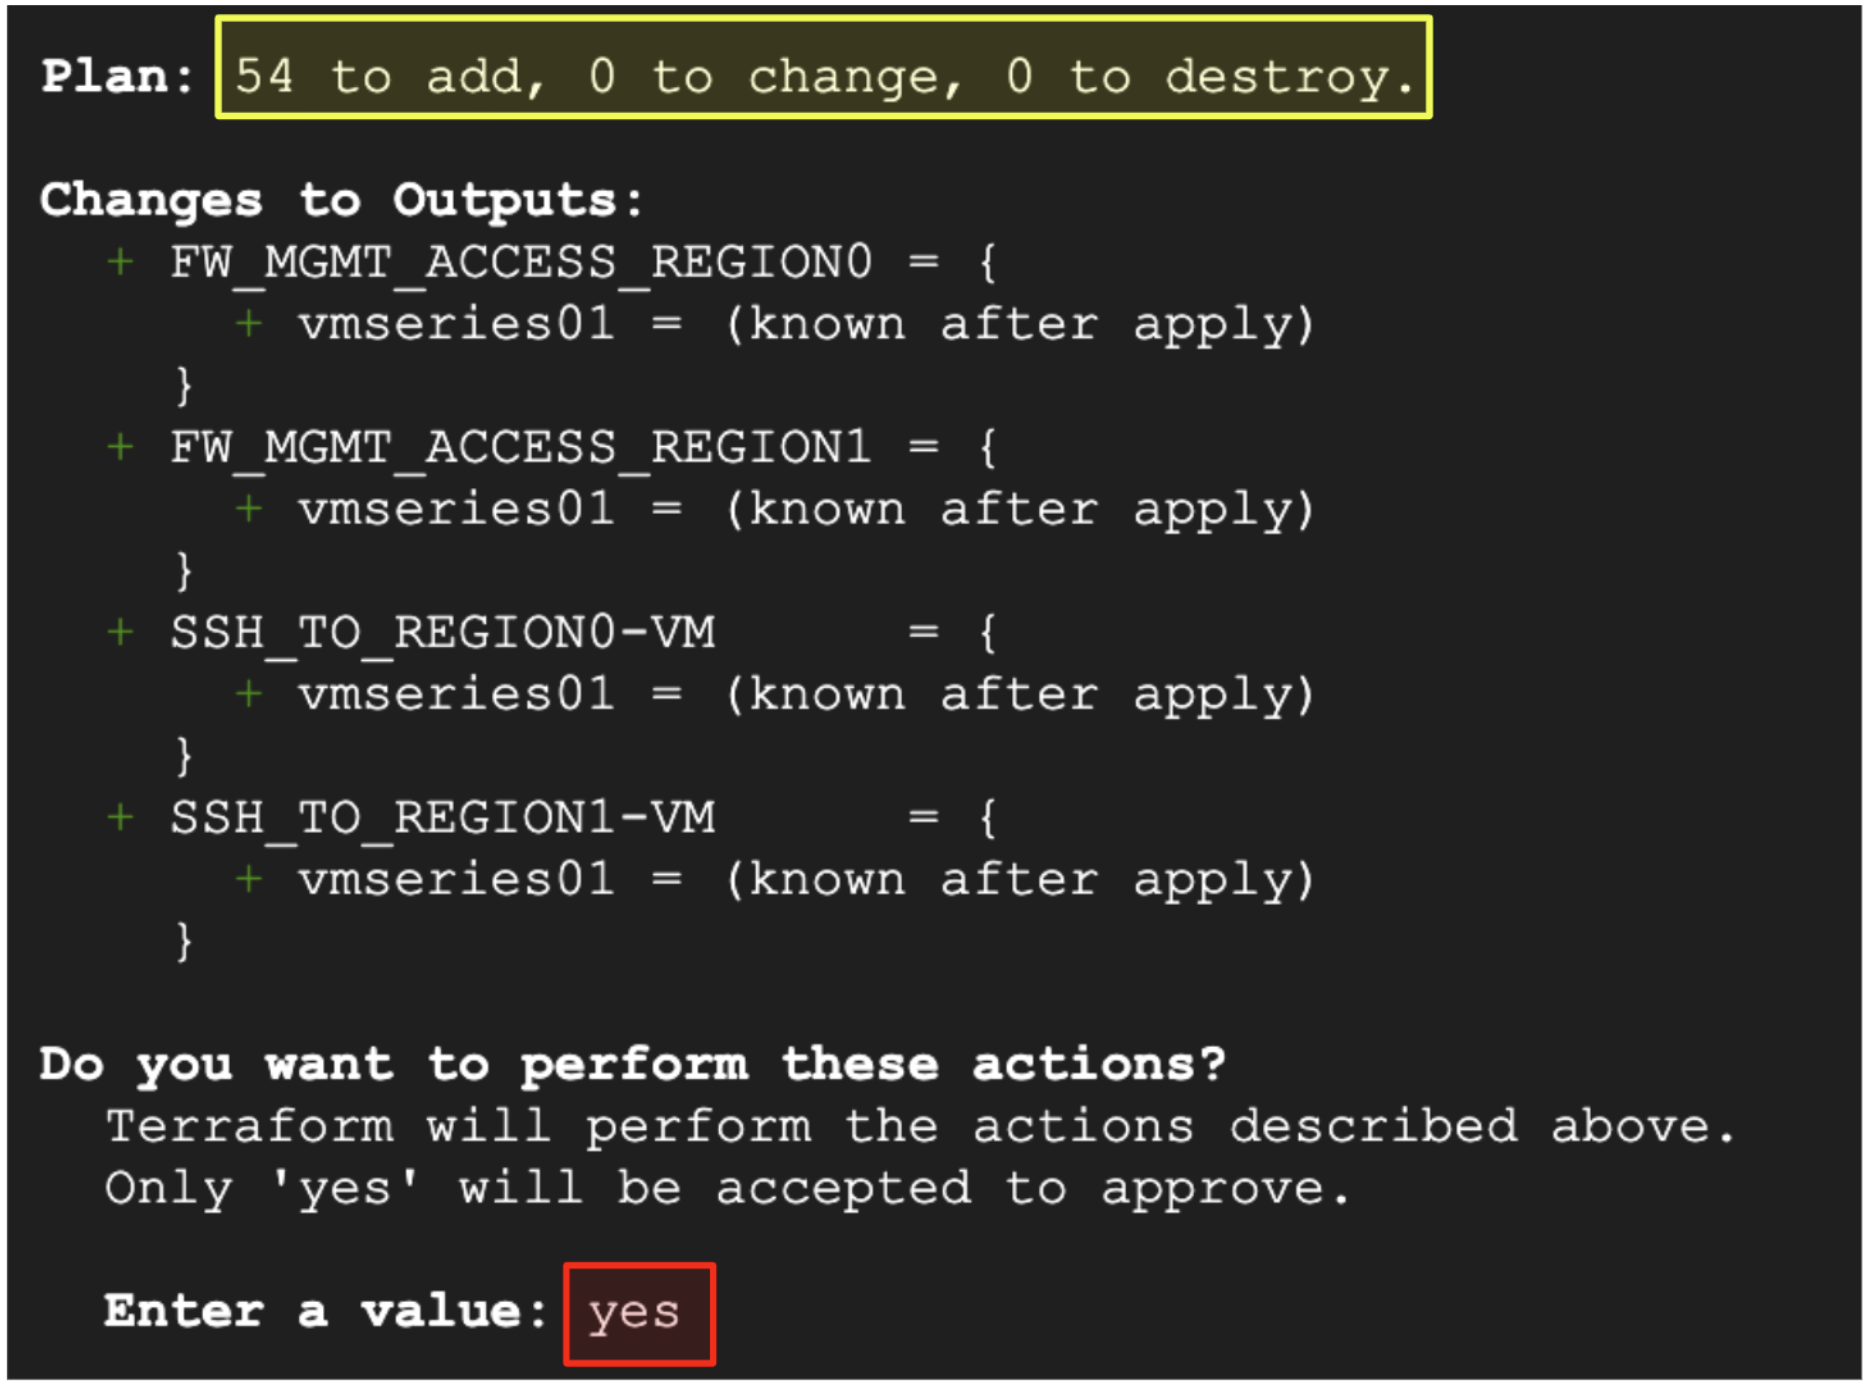 Plan: 54 to add, 0 to change, 0 to destroy.
Changes to Outputs:
+ FW_MGMT_ACCESS_REGION0 = {
+ vmseries01 = (known after apply)
}
+ FW_MGMT_ACCESS_REGION1 = {
+ vmseries01 = (known after apply)
}
+ SSH_TO_REGION0-VM = {
+ vmseries01 = (known after apply)
}
+ SSH_TO_REGION1-VM = {
+ vmseries01 = (known after apply)
}
Do you want to perform these actions?
Terraform will perform the actions described above.
Only 'yes' will be accepted to approve.
Enter a value: yes